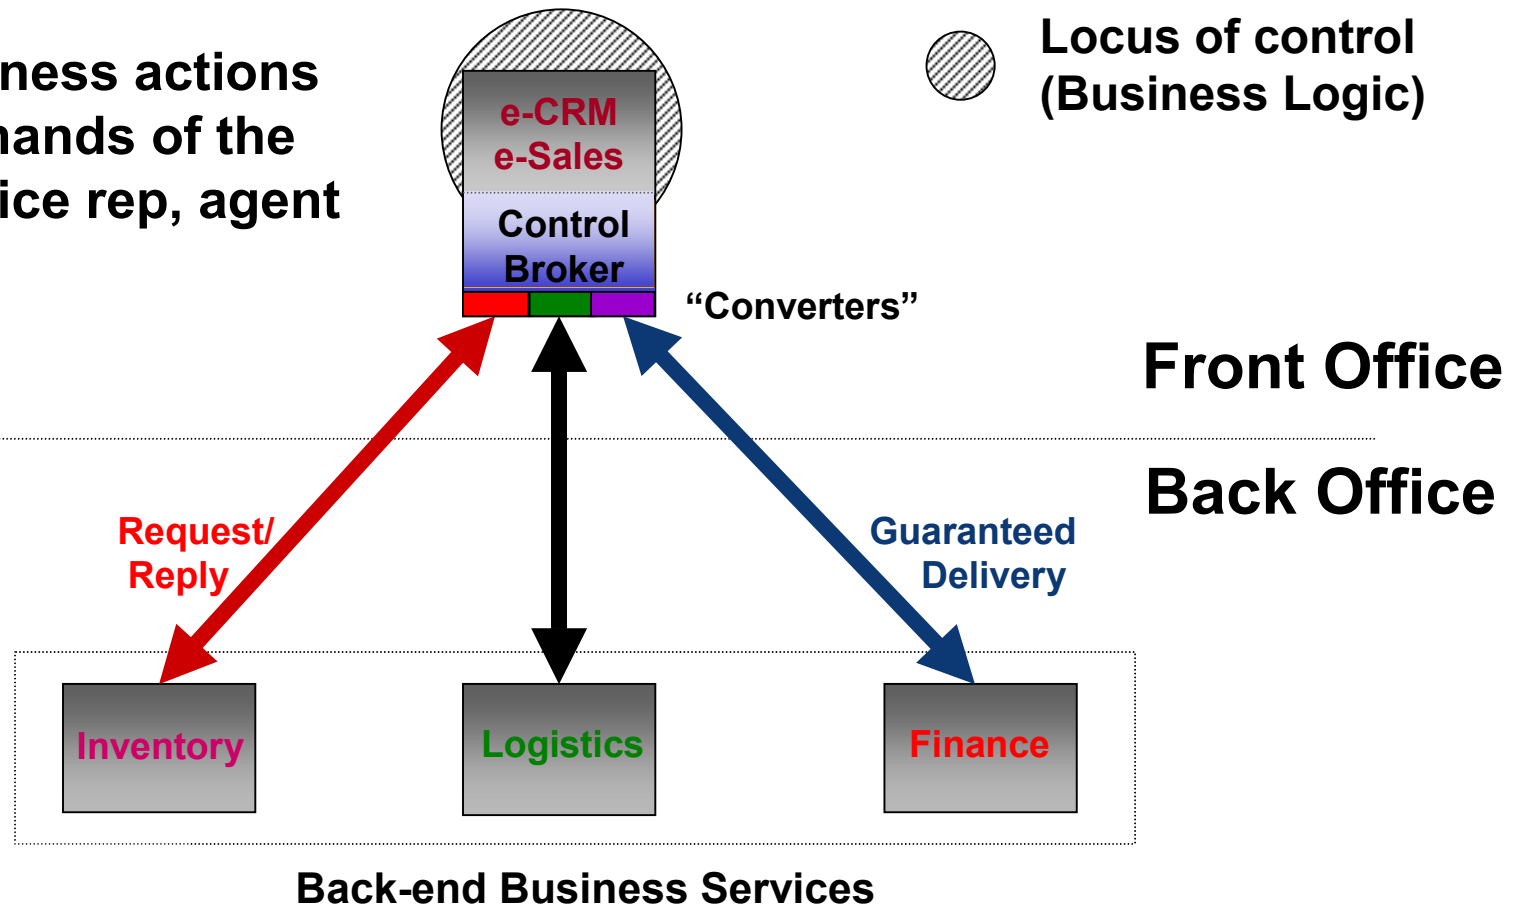 ness actions
ands of the
ice rep, agent
e-CRM
e-Sales
Control
Broker
“Converters”
Locus of control
(Business Logic)
Front Office
Back Office
Request/
Reply
Guaranteed
Delivery
Inventory
Logistics
Finance
Back-end Business Services